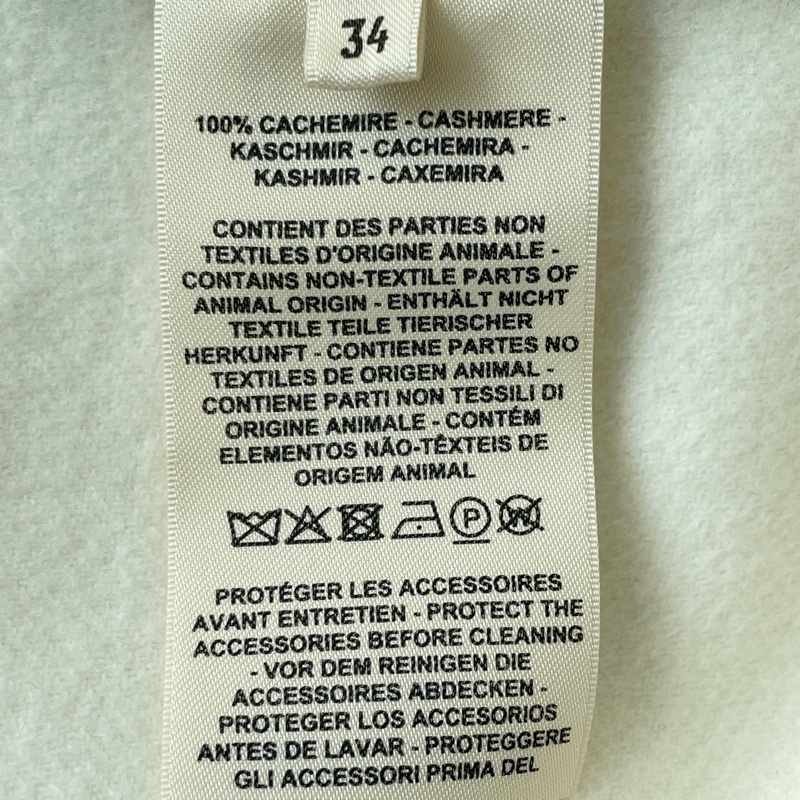 34
100% CACHEMIRE - CASHMERE -
KASCHMIR - CACHEMIRA -
KASHMIR - CAXEMIRA
CONTIENT DES PARTIES NON
TEXTILES D'ORIGINE ANIMALE -
CONTAINS NON-TEXTILE PARTS OF
ANIMAL ORIGIN - ENTHÄLT NICHT
TEXTILE TEILE TIERISCHER
HERKUNFT - CONTIENE PARTES NO
TEXTILES DE ORIGEN ANIMAL -
CONTIENE PARTI NON TESSILI DI
ORIGINE ANIMALE - CONTÉM
ELEMENTOS NÃO-TÊXTEIS DE
ORIGEM ANIMAL
P W
PROTÉGER LES ACCESSOIRES
AVANT ENTRETIEN - PROTECT THE
ACCESSORIES BEFORE CLEANING
- VOR DEM REINIGEN DIE
ACCESSOIRES ABDECKEN -
PROTEGER LOS ACCESORIOS
ANTES DE LAVAR - PROTEGGERE
GLI ACCESSORI PRIMA DEL